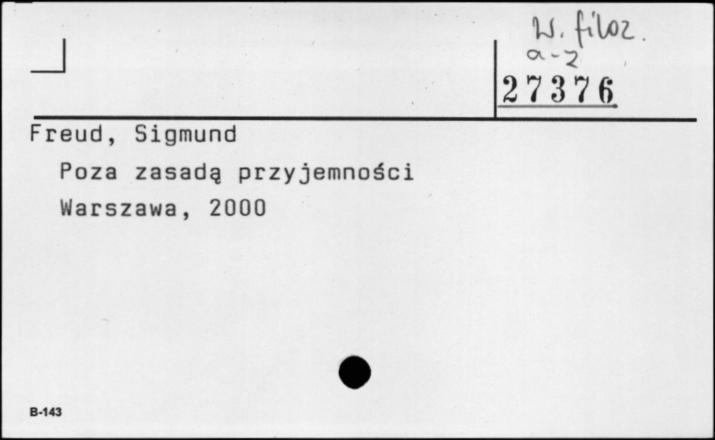 W. filoz.
a-z
27376
Freud, Sigmund
Poza zasadą przyjemności
Warszawa, 2000
B-143